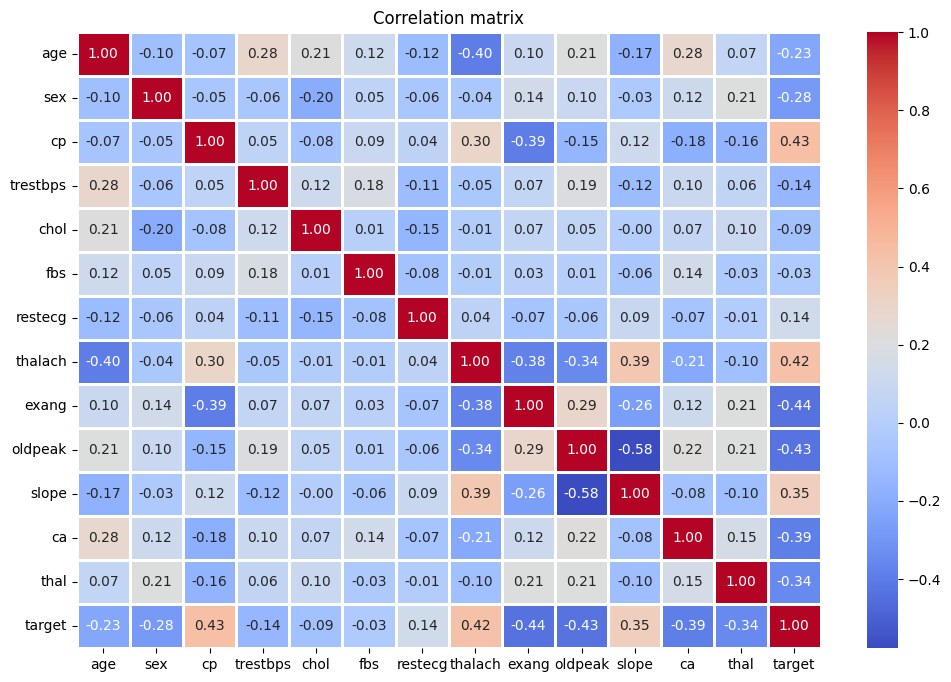 Correlation matrix
age 1.00 -0.10 -0.07 0.28 0.21 0.12 -0.12 -0.40 0.10 0.21 -0.17 0.28 0.07 -0.23
sex -0.10 1.00 -0.05 -0.06 -0.20 0.05 -0.06 -0.04 0.14 0.10 -0.03 0.12 0.21 -0.28
cp -0.07 -0.05 1.00 0.05 -0.08 0.09 0.04 0.30 -0.39 -0.15 0.12 -0.18 -0.16 0.43
trestbps 0.28 -0.06 0.05 1.00 0.12 0.18 -0.11 -0.05 0.07 0.19 -0.12 0.10 0.06 -0.14
chol 0.21 -0.20 -0.08 0.12 1.00 0.01 -0.15 -0.01 0.07 0.05 -0.00 0.07 0.10 -0.09
fbs 0.12 0.05 0.09 0.18 0.01 1.00 -0.08 -0.01 0.03 0.01 -0.06 0.14 -0.03 -0.03
restecg -0.12 -0.06 0.04 -0.11 -0.15 -0.08 1.00 0.04 -0.07 -0.06 0.09 -0.07 -0.01 0.14
thalach -0.40 -0.04 0.30 -0.05 -0.01 -0.01 0.04 1.00 -0.38 -0.34 0.39 -0.21 -0.10 0.42
exang 0.10 0.14 -0.39 0.07 0.07 0.03 -0.07 -0.38 1.00 0.29 -0.26 0.12 0.21 -0.44
oldpeak 0.21 0.10 -0.15 0.19 0.05 0.01 -0.06 -0.34 0.29 1.00 -0.58 0.22 0.21 -0.43
slope -0.17 -0.03 0.12 -0.12 -0.00 -0.06 0.09 0.39 -0.26 -0.58 1.00 -0.08 -0.10 0.35
ca 0.28 0.12 -0.18 0.10 0.07 0.14 -0.07 -0.21 0.12 0.22 -0.08 1.00 0.15 -0.39
thal 0.07 0.21 -0.16 0.06 0.10 -0.03 -0.01 -0.10 0.21 0.21 -0.10 0.15 1.00 -0.34
target -0.23 -0.28 0.43 -0.14 -0.09 -0.03 0.14 0.42 -0.44 -0.43 0.35 -0.39 -0.34 1.00
age sex cp trestbps chol fbs restecg thalach exang oldpeak slope ca thal target
1.0
0.8
0.6
0.4
0.2
0.0
−0.2
−0.4